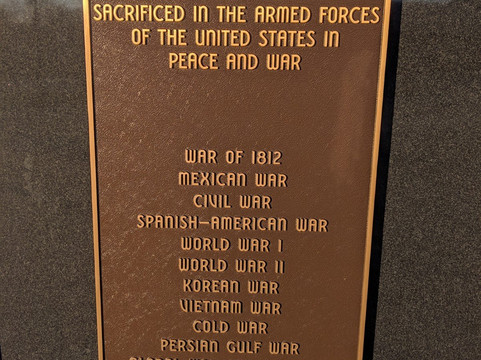 SACRIFICED IN THE ARMED FORCES
OF THE UNITED STATES IN
PEACE AND WAR
WAR OF 1812
MEXICAN WAR
CIVIL WAR
SPANISH–AMERICAN WAR
WORLD WAR I
WORLD WAR II
KOREAN WAR
VIETNAM WAR
COLD WAR
PERSIAN GULF WAR